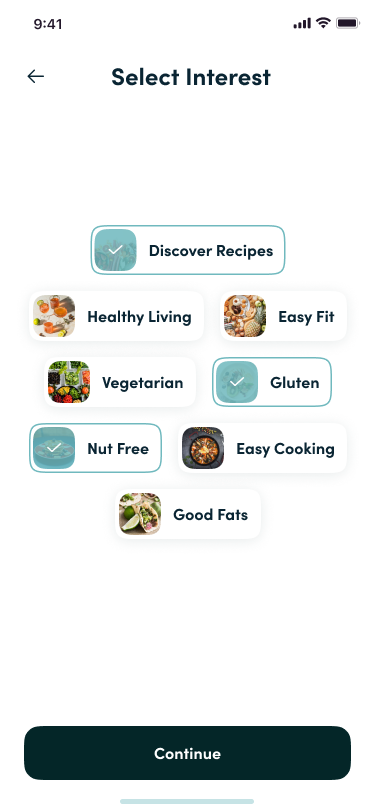 9:41
Select Interest
Discover Recipes
Healthy Living
Easy Fit
Vegetarian
Gluten
Nut Free
Easy Cooking
Good Fats
Continue